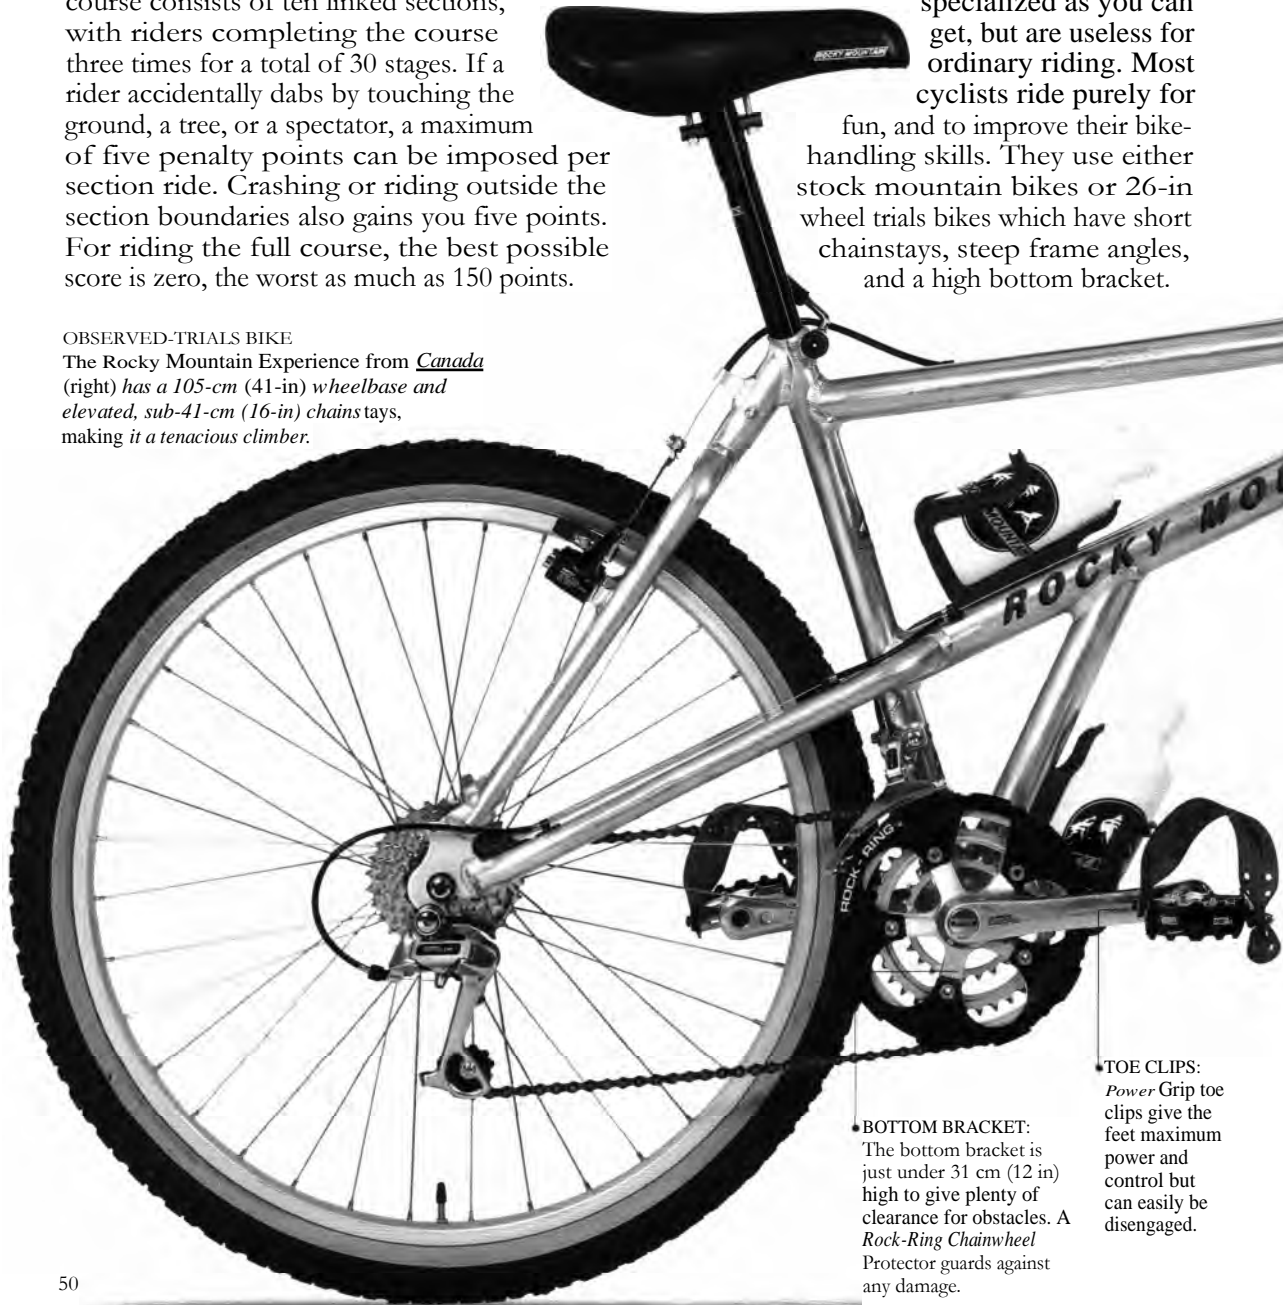 course consists of ten linked sections,
with riders completing the course
three times for a total of 30 stages. If a
rider accidentally dabs by touching the
ground, a tree, or a spectator, a maximum
of five penalty points can be imposed per
section ride. Crashing or riding outside the
section boundaries also gains you five points.
For riding the full course, the best possible
score is zero, the worst as much as 150 points.
specialized as you can
get, but are useless for
ordinary riding. Most
cyclists ride purely for
fun, and to improve their bike-
handling skills. They use either
stock mountain bikes or 26-in
wheel trials bikes which have short
chainstays, steep frame angles,
and a high bottom bracket.
ROCKY MOUNTAIN
OBSERVED-TRIALS BIKE
The Rocky Mountain Experience from Canada
(right) has a 105-cm (41-in) wheelbase and
elevated, sub-41-cm (16-in) chains tays,
making it a tenacious climber.
ROCKY MOU
ROCK-RING
ROCK-RING
TOE CLIPS:
Power Grip toe
clips give the
feet maximum
power and
control but
can easily be
disengaged.
BOTTOM BRACKET:
The bottom bracket is
just under 31 cm (12 in)
high to give plenty of
clearance for obstacles. A
Rock-Ring Chainwheel
Protector guards against
any damage.
50